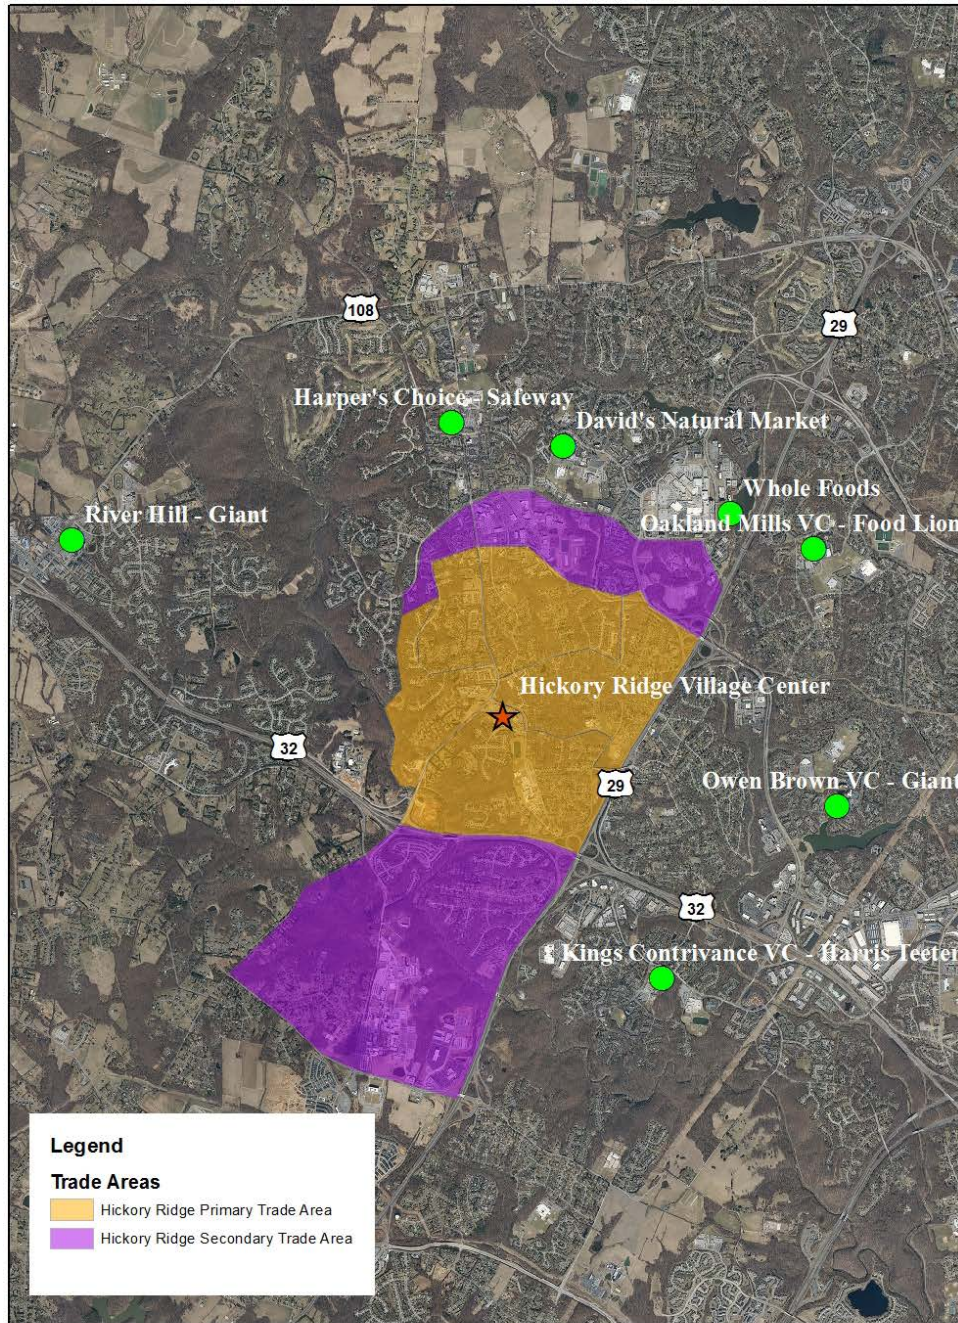 108
29
Harper's Choice - Safeway
David's Natural Market
Whole Foods
River Hill - Giant
Oakland Mills VC - Food Lion
Hickory Ridge Village Center
32
29
Owen Brown VC - Giant
32
Kings Contrivance VC - Harris Teeter
Legend
Trade Areas
Hickory Ridge Primary Trade Area
Hickory Ridge Secondary Trade Area